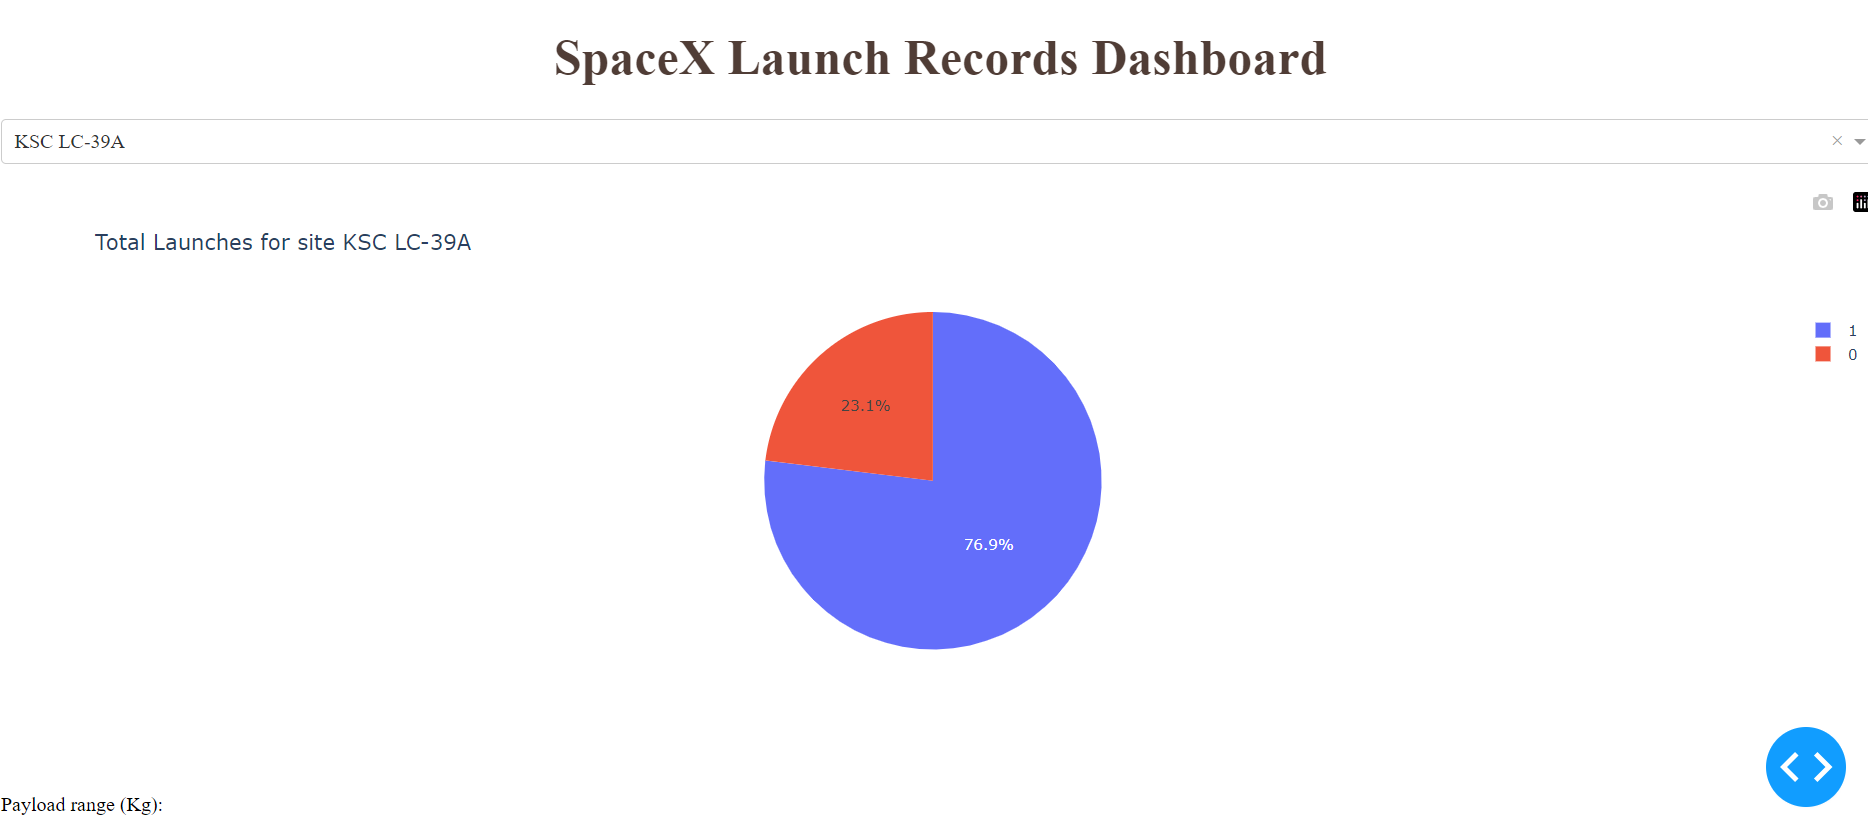 SpaceX Launch Records Dashboard
KSC LC-39A
Total Launches for site KSC LC-39A
1
0
23.1%
76.9%
Payload range (Kg):